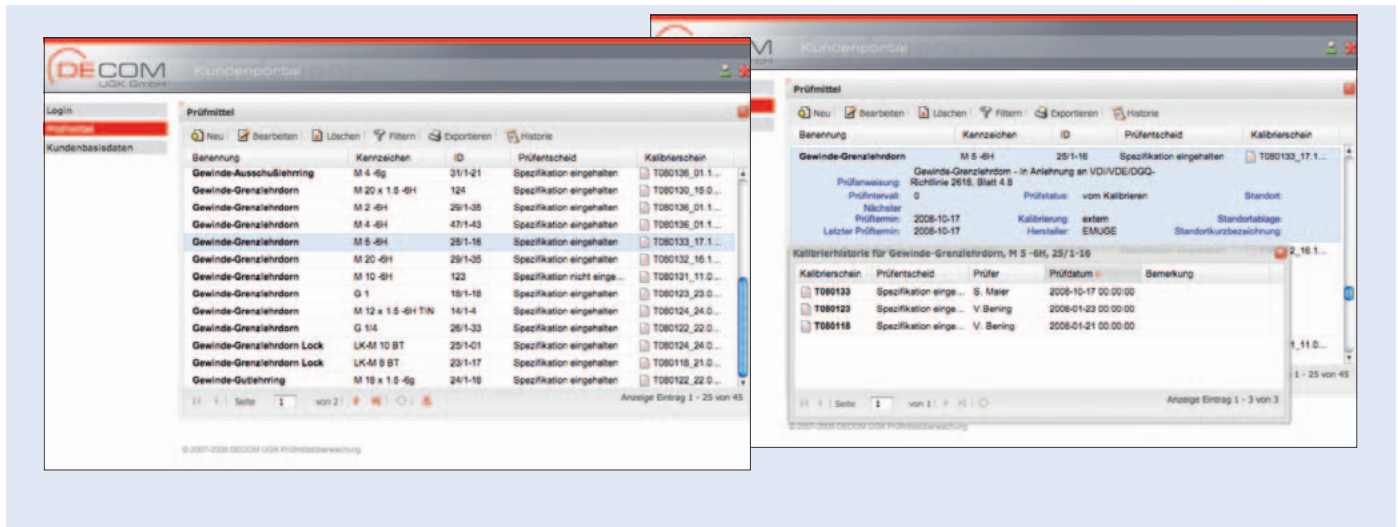 DECOM
UGK GmbH
Kundenportal
Login
Prüfmittel
Kundenbasisdaten
Prüfmittel
Neu Bearbeiten Löschen Filtern Exportieren Historie
Benennung Kennzeichen ID Prüfentscheid Kalibrierschein
Gewinde-Ausschußlehrring M 4 -6g 31/1-21 Spezifikation eingehalten T080136_01.1...
Gewinde-Grenzlehrdorn M 20 x 1.5 -6H 124 Spezifikation eingehalten T080130_15.0...
Gewinde-Grenzlehrdorn M 2 -6H 29/1-35 Spezifikation eingehalten T080136_01.1...
Gewinde-Grenzlehrdorn M 4 -6H 47/1-43 Spezifikation eingehalten T080136_01.1...
Gewinde-Grenzlehrdorn M 5 -6H 25/1-16 Spezifikation eingehalten T080133_17.1...
Gewinde-Grenzlehrdorn M 20 -6H 29/1-35 Spezifikation eingehalten T080132_16.1...
Gewinde-Grenzlehrdorn M 10 -6H 123 Spezifikation nicht einge... T080131_11.0...
Gewinde-Grenzlehrdorn G 1 18/1-18 Spezifikation eingehalten T080123_23.0...
Gewinde-Grenzlehrdorn M 12 x 1.5 -6H TIN 14/1-4 Spezifikation eingehalten T080124_24.0...
Gewinde-Grenzlehrdorn G 1/4 26/1-33 Spezifikation eingehalten T080122_22.0...
Gewinde-Grenzlehrdorn Lock LK-M 10 BT 25/1-01 Spezifikation eingehalten T080124_24.0...
Gewinde-Grenzlehrdorn Lock LK-M 8 BT 23/1-17 Spezifikation eingehalten T080118_21.0...
Gewinde-Gutlehrring M 18 x 1.5 -6g 24/1-18 Spezifikation eingehalten T080122_22.0...
Seite 1 von 2 Anzeige Eintrag 1 - 25 von 45
© 2007-2008 DECOM UGK Prüfmittelüberwachung
M
GmbH
Kundenportal
Prüfmittel
Neu Bearbeiten Löschen Filtern Exportieren Historie
Benennung Kennzeichen ID Prüfentscheid Kalibrierschein
Gewinde-Grenzlehrdorn M 5 -6H 25/1-16 Spezifikation eingehalten T080133_17.1...
Prüfanweisung: Gewinde-Grenzlehrdorn - in Anlehnung an VDI/VDE/DGQ-
Richtlinie 2618, Blatt 4.8
Prüfintervall: 0 Prüfstatus: vom Kalibrieren Standort:
Nächster
Prüftermin: 2008-10-17 Kalibrierung: extern Standortablage:
Letzter Prüftermin: 2008-10-17 Hersteller: EMUGE Standortkurzbezeichnung:
Kalibrierhistorie für Gewinde-Grenzlehrdorn, M 5 -6H, 25/1-16
2_16.1...
Kalibrierschein Prüfentscheid Prüfer Prüfdatum Bemerkung
T080133 Spezifikation einge... S. Maier 2008-10-17 00:00:00
T080123 Spezifikation einge... V.Bening 2008-01-23 00:00:00
T080118 Spezifikation einge... V. Bening 2008-01-21 00:00:00
1_11.0...
1 - 25 von 45
Seite 1 von 1 Anzeige Eintrag 1 - 3 von 3
© 2007-2008 DECOM UGK Prüfmittelüberwachung